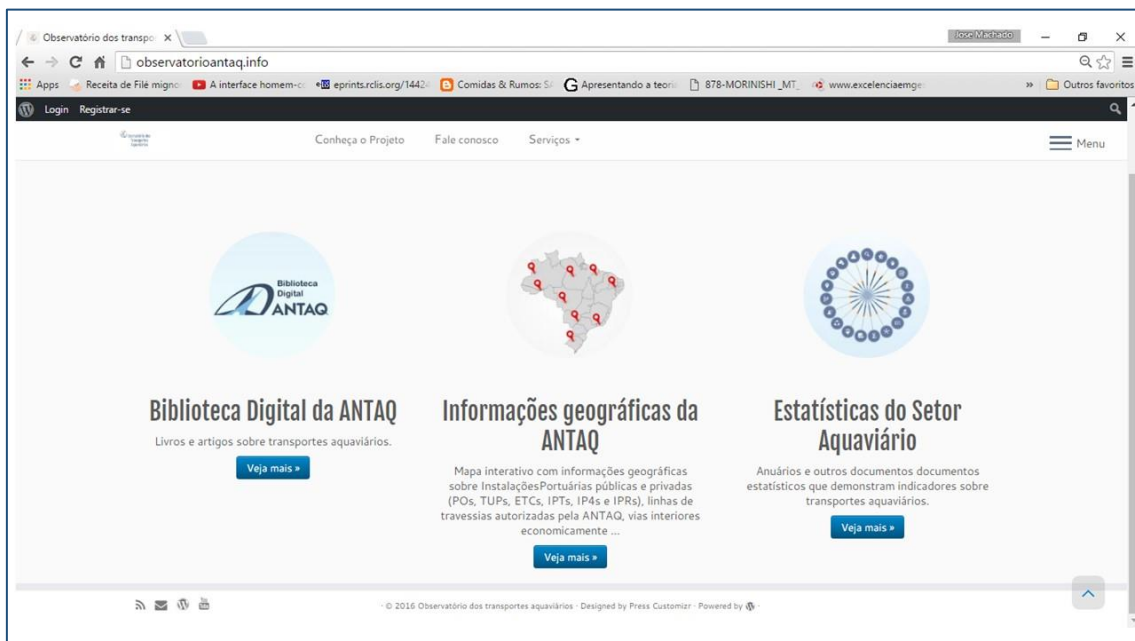 Observatório dos transpo
Jose Machado
observatorioantaq.info
Apps Receita de Filé migno A interface homem-c eprints.rclis.org/1442 Comidas & Rumos: S Apresentando a teori 878-MORINISHI_MT_ www.excelenciaemge » Outros favoritos
Login Registrar-se
Conheça o Projeto Fale conosco Serviços Menu
Biblioteca
Digital
ANTAQ
Biblioteca Digital da ANTAQ
Livros e artigos sobre transportes aquaviários.
Veja mais »
Informações geográficas da
ANTAQ
Mapa interativo com informações geográficas
sobre InstalaçõesPortuárias públicas e privadas
(POs, TUPs, ETCs, IPTs, IP4s e IPRs), linhas de
travessias autorizadas pela ANTAQ, vias interiores
economicamente ...
Veja mais »
Estatísticas do Setor
Aquaviário
Anuários e outros documentos documentos
estatísticos que demonstram indicadores sobre
transportes aquaviários.
Veja mais »
· © 2016 Observatório dos transportes aquaviários · Designed by Press Customizr · Powered by ·